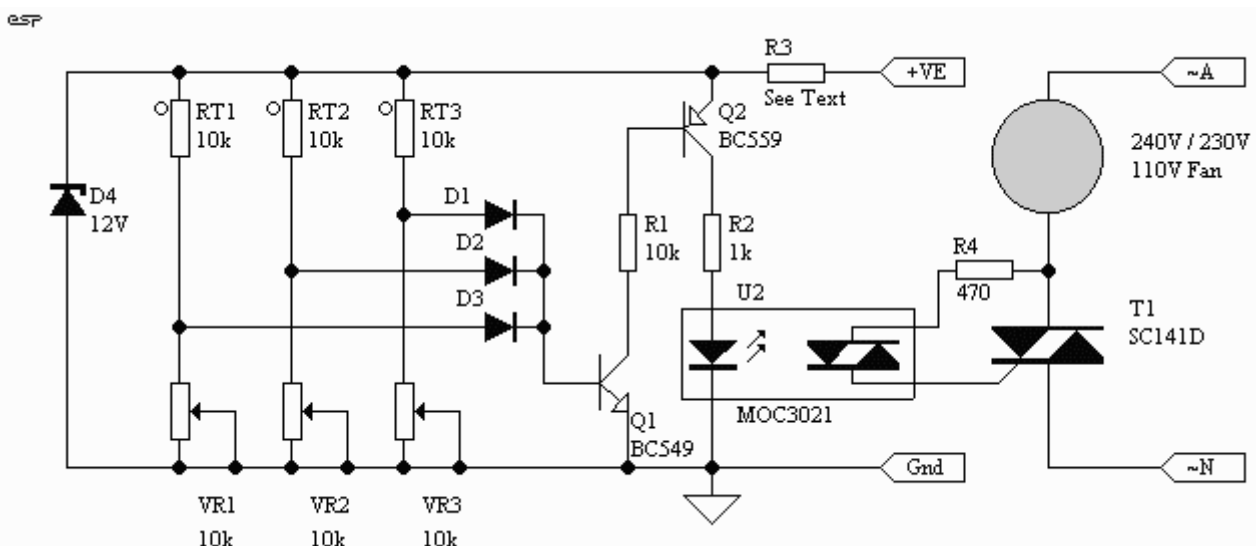 esp
R3
See Text
+VE
~A
RT1
10k
RT2
10k
RT3
10k
Q2
BC559
240V / 230V
110V Fan
D4
12V
D1
D2
D3
R1
10k
R2
1k
R4
470
U2
T1
SC141D
MOC3021
Q1
BC549
Gnd
~N
VR1
10k
VR2
10k
VR3
10k